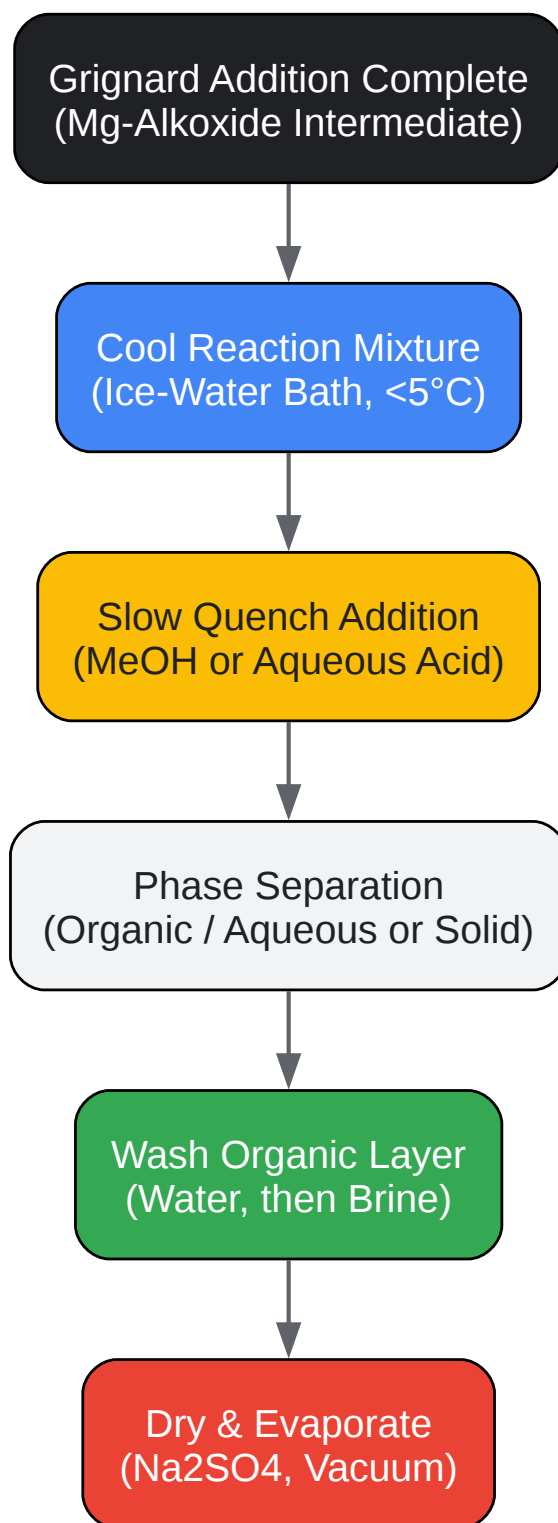 Grignard Addition Complete
(Mg-Alkoxide Intermediate)
Cool Reaction Mixture
(Ice-Water Bath, <5°C)
Slow Quench Addition
(MeOH or Aqueous Acid)
Phase Separation
(Organic / Aqueous or Solid)
Wash Organic Layer
(Water, then Brine)
Dry & Evaporate
(Na2SO4, Vacuum)